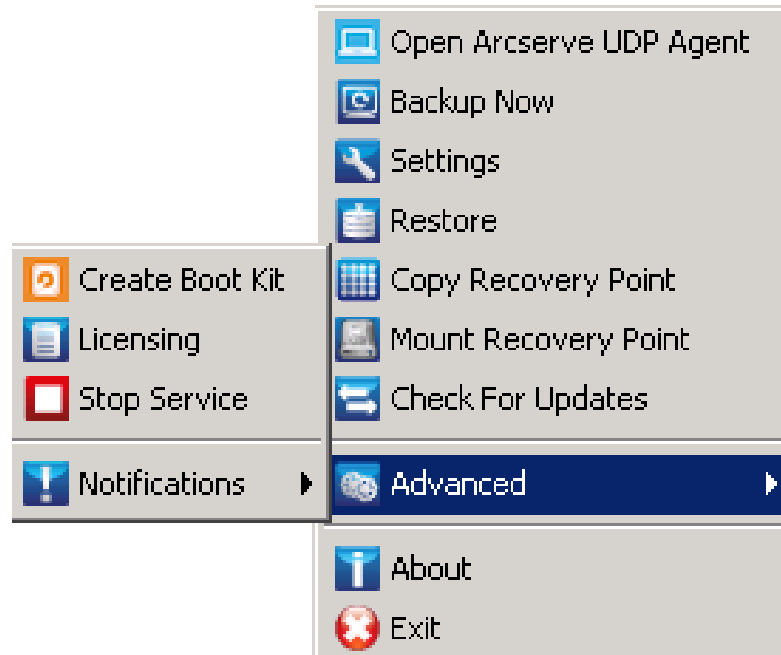 Open Arcserve UDP Agent
Backup Now
Settings
Restore
Copy Recovery Point
Mount Recovery Point
Check For Updates
Advanced
About
Exit
Create Boot Kit
Licensing
Stop Service
Notifications